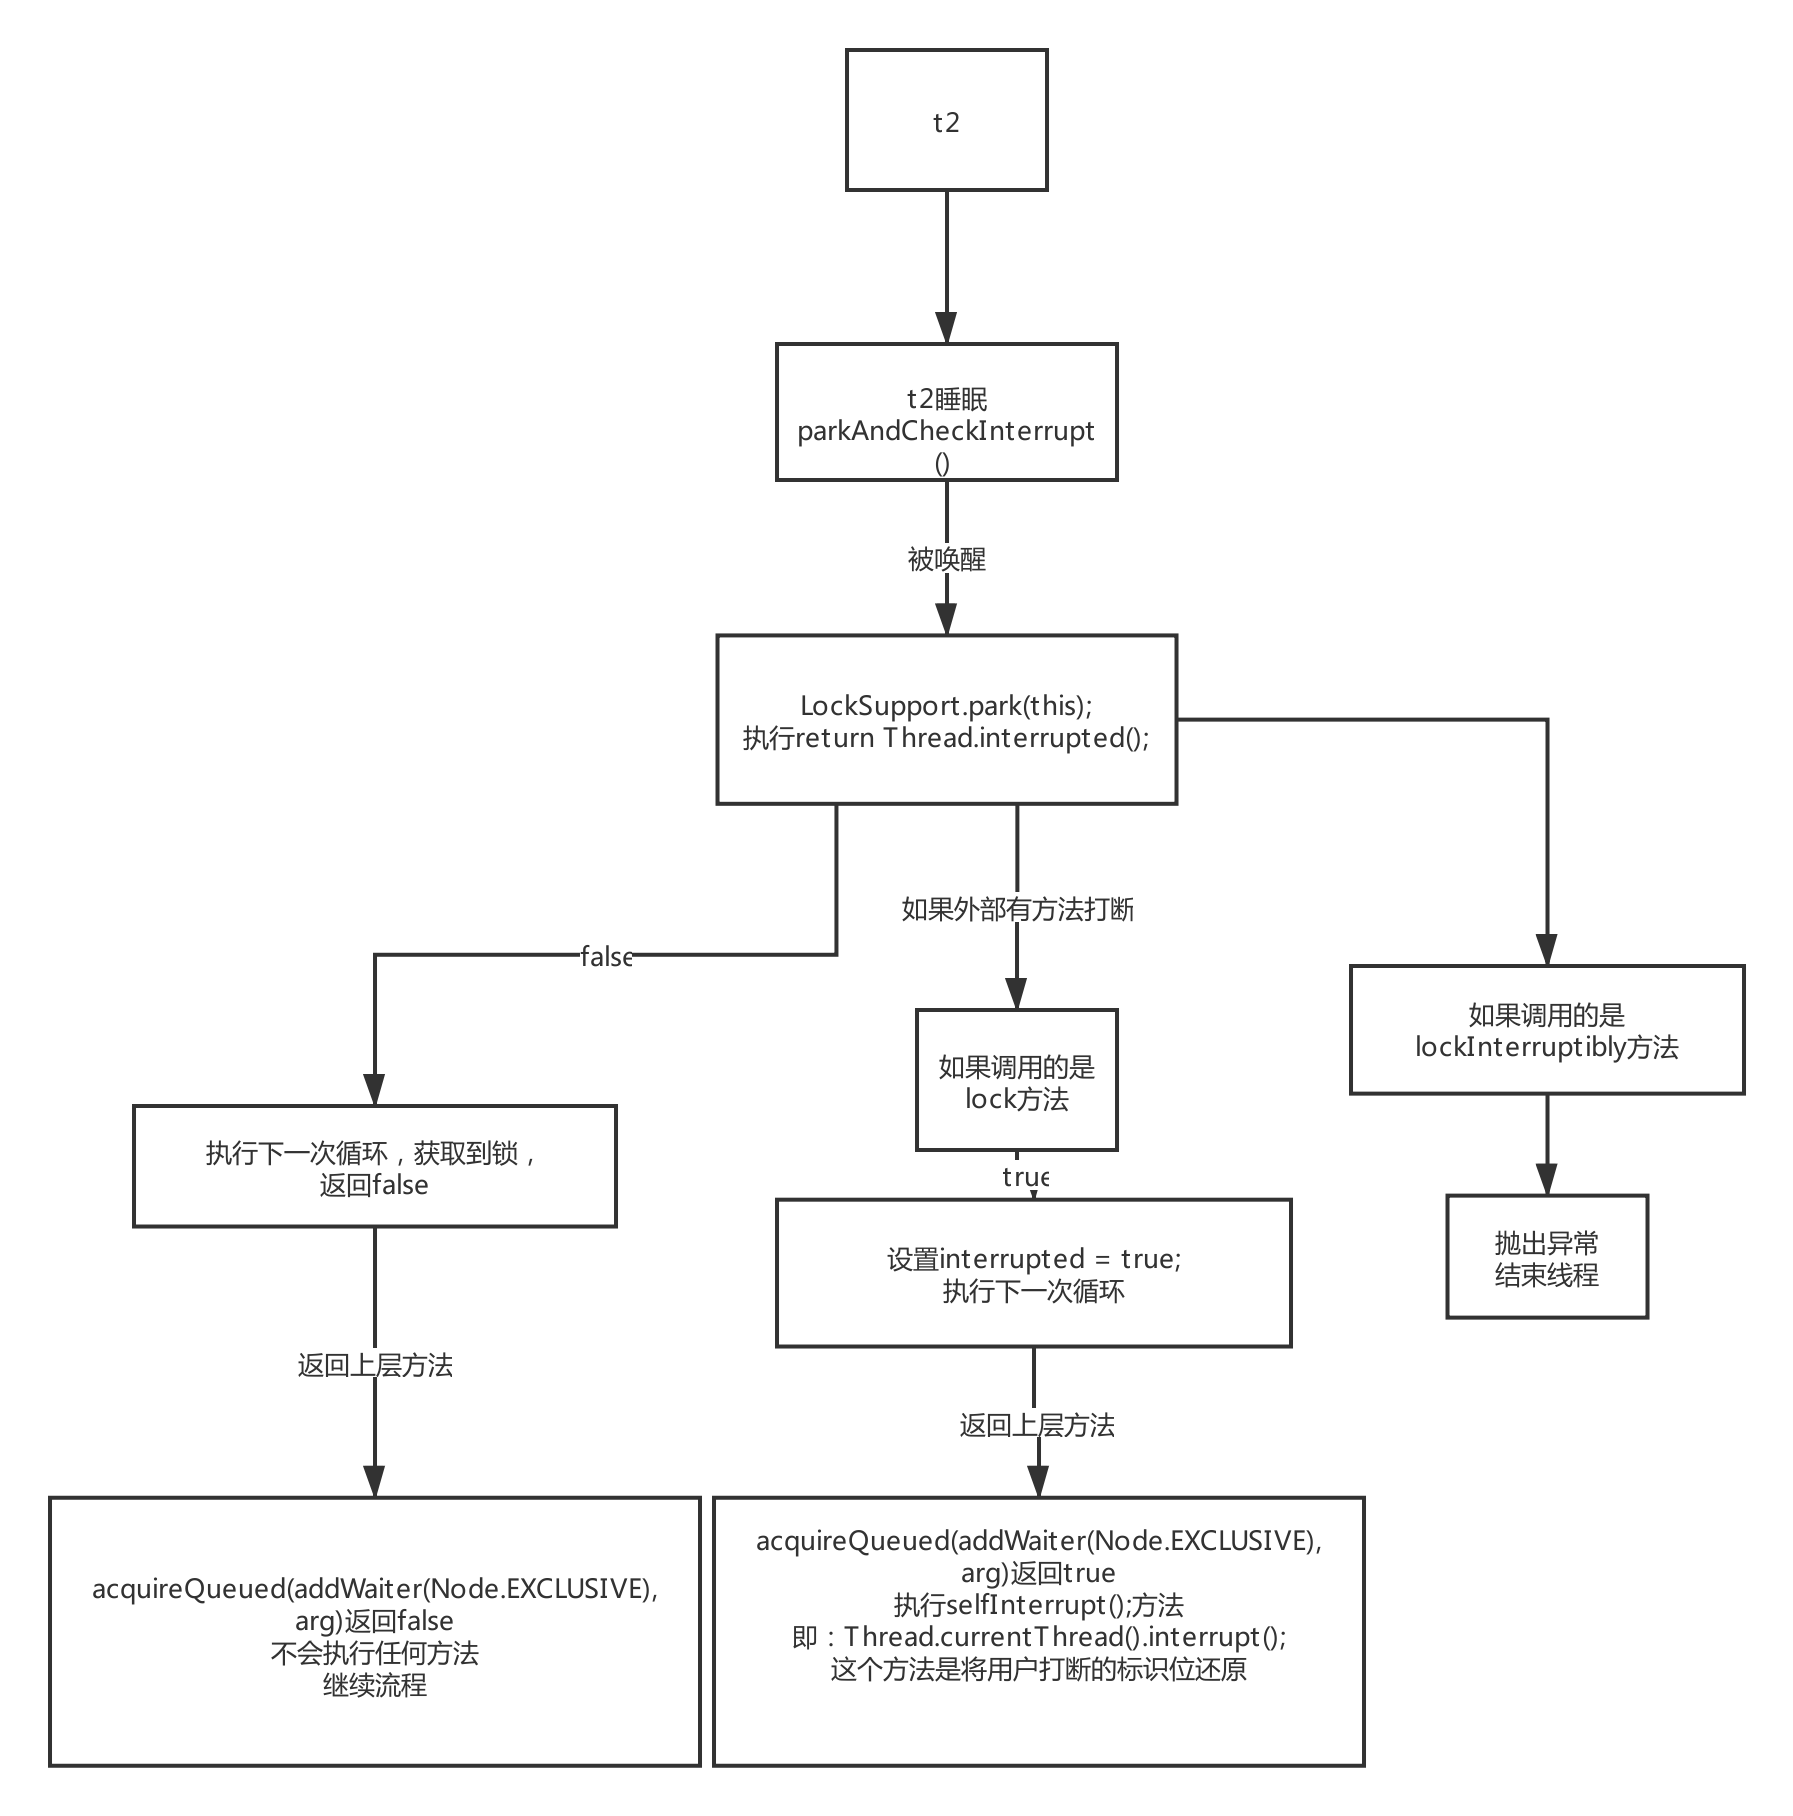 t2
t2睡眠
parkAndCheckInterrupt
()
被唤醒
LockSupport.park(this);
执行return Thread.interrupted();
如果外部有方法打断
false
如果调用的是
lockInterruptibly方法
如果调用的是
lock方法
执行下一次循环，获取到锁，
返回false
true
抛出异常
结束线程
设置interrupted = true;
执行下一次循环
返回上层方法
返回上层方法
acquireQueued(addWaiter(Node.EXCLUSIVE),
arg)返回false
不会执行任何方法
继续流程
acquireQueued(addWaiter(Node.EXCLUSIVE),
arg)返回true
执行selfInterrupt();方法
即：Thread.currentThread().interrupt();
这个方法是将用户打断的标识位还原